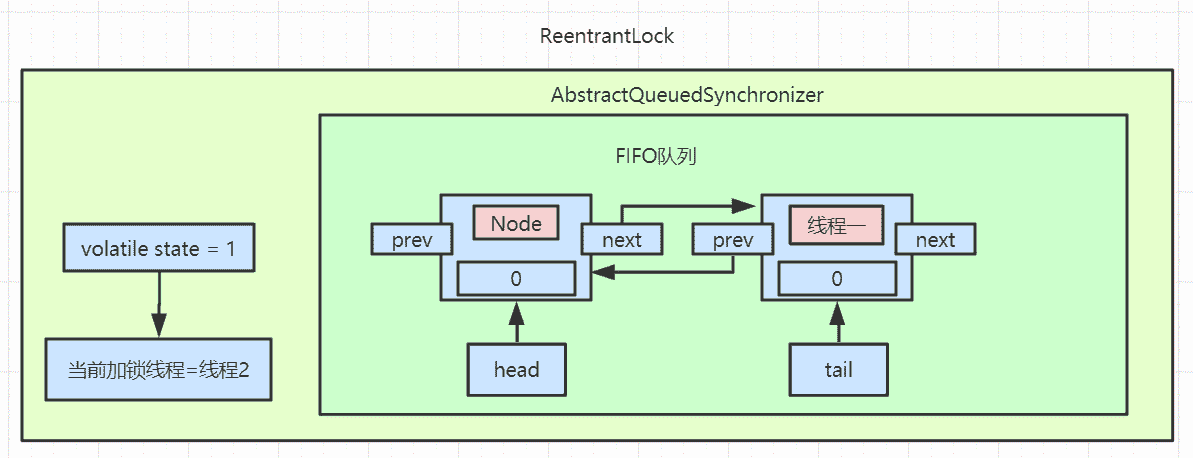 ReentrantLock
AbstractQueuedSynchronizer
FIFO队列
volatile state = 1
当前加锁线程=线程2
prev
Node
next
0
head
prev
线程一
next
0
tail